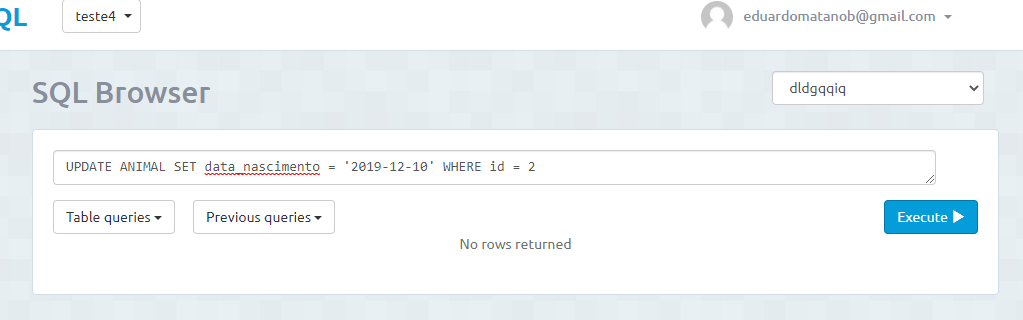 QL teste4 eduardomatanob@gmail.com
SQL Browser dldgqqiq
UPDATE ANIMAL SET data_nascimento = '2019-12-10' WHERE id = 2
Table queries Previous queries Execute
No rows returned